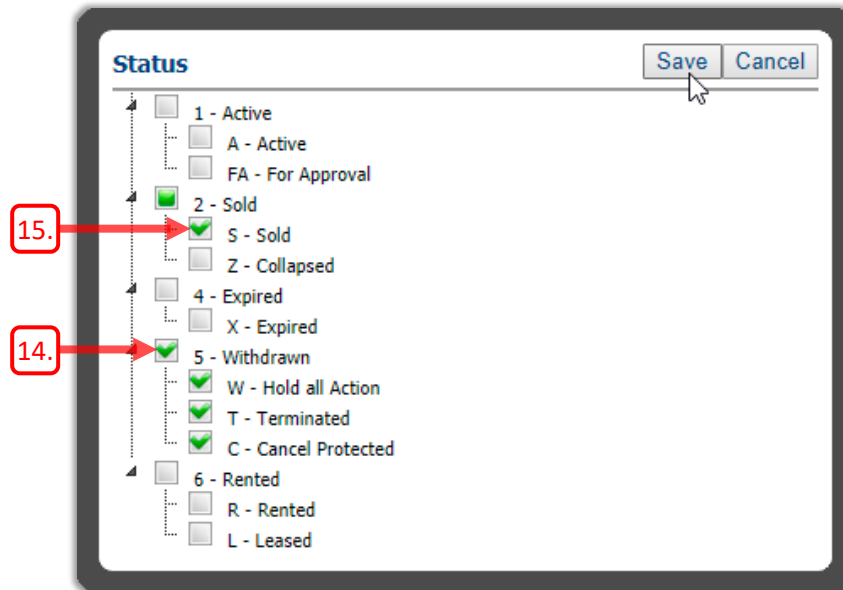 Status
Save
Cancel
1 - Active
A - Active
FA - For Approval
2 - Sold
15.
S - Sold
Z - Collapsed
4 - Expired
X - Expired
14.
5 - Withdrawn
W - Hold all Action
T - Terminated
C - Cancel Protected
6 - Rented
R - Rented
L - Leased